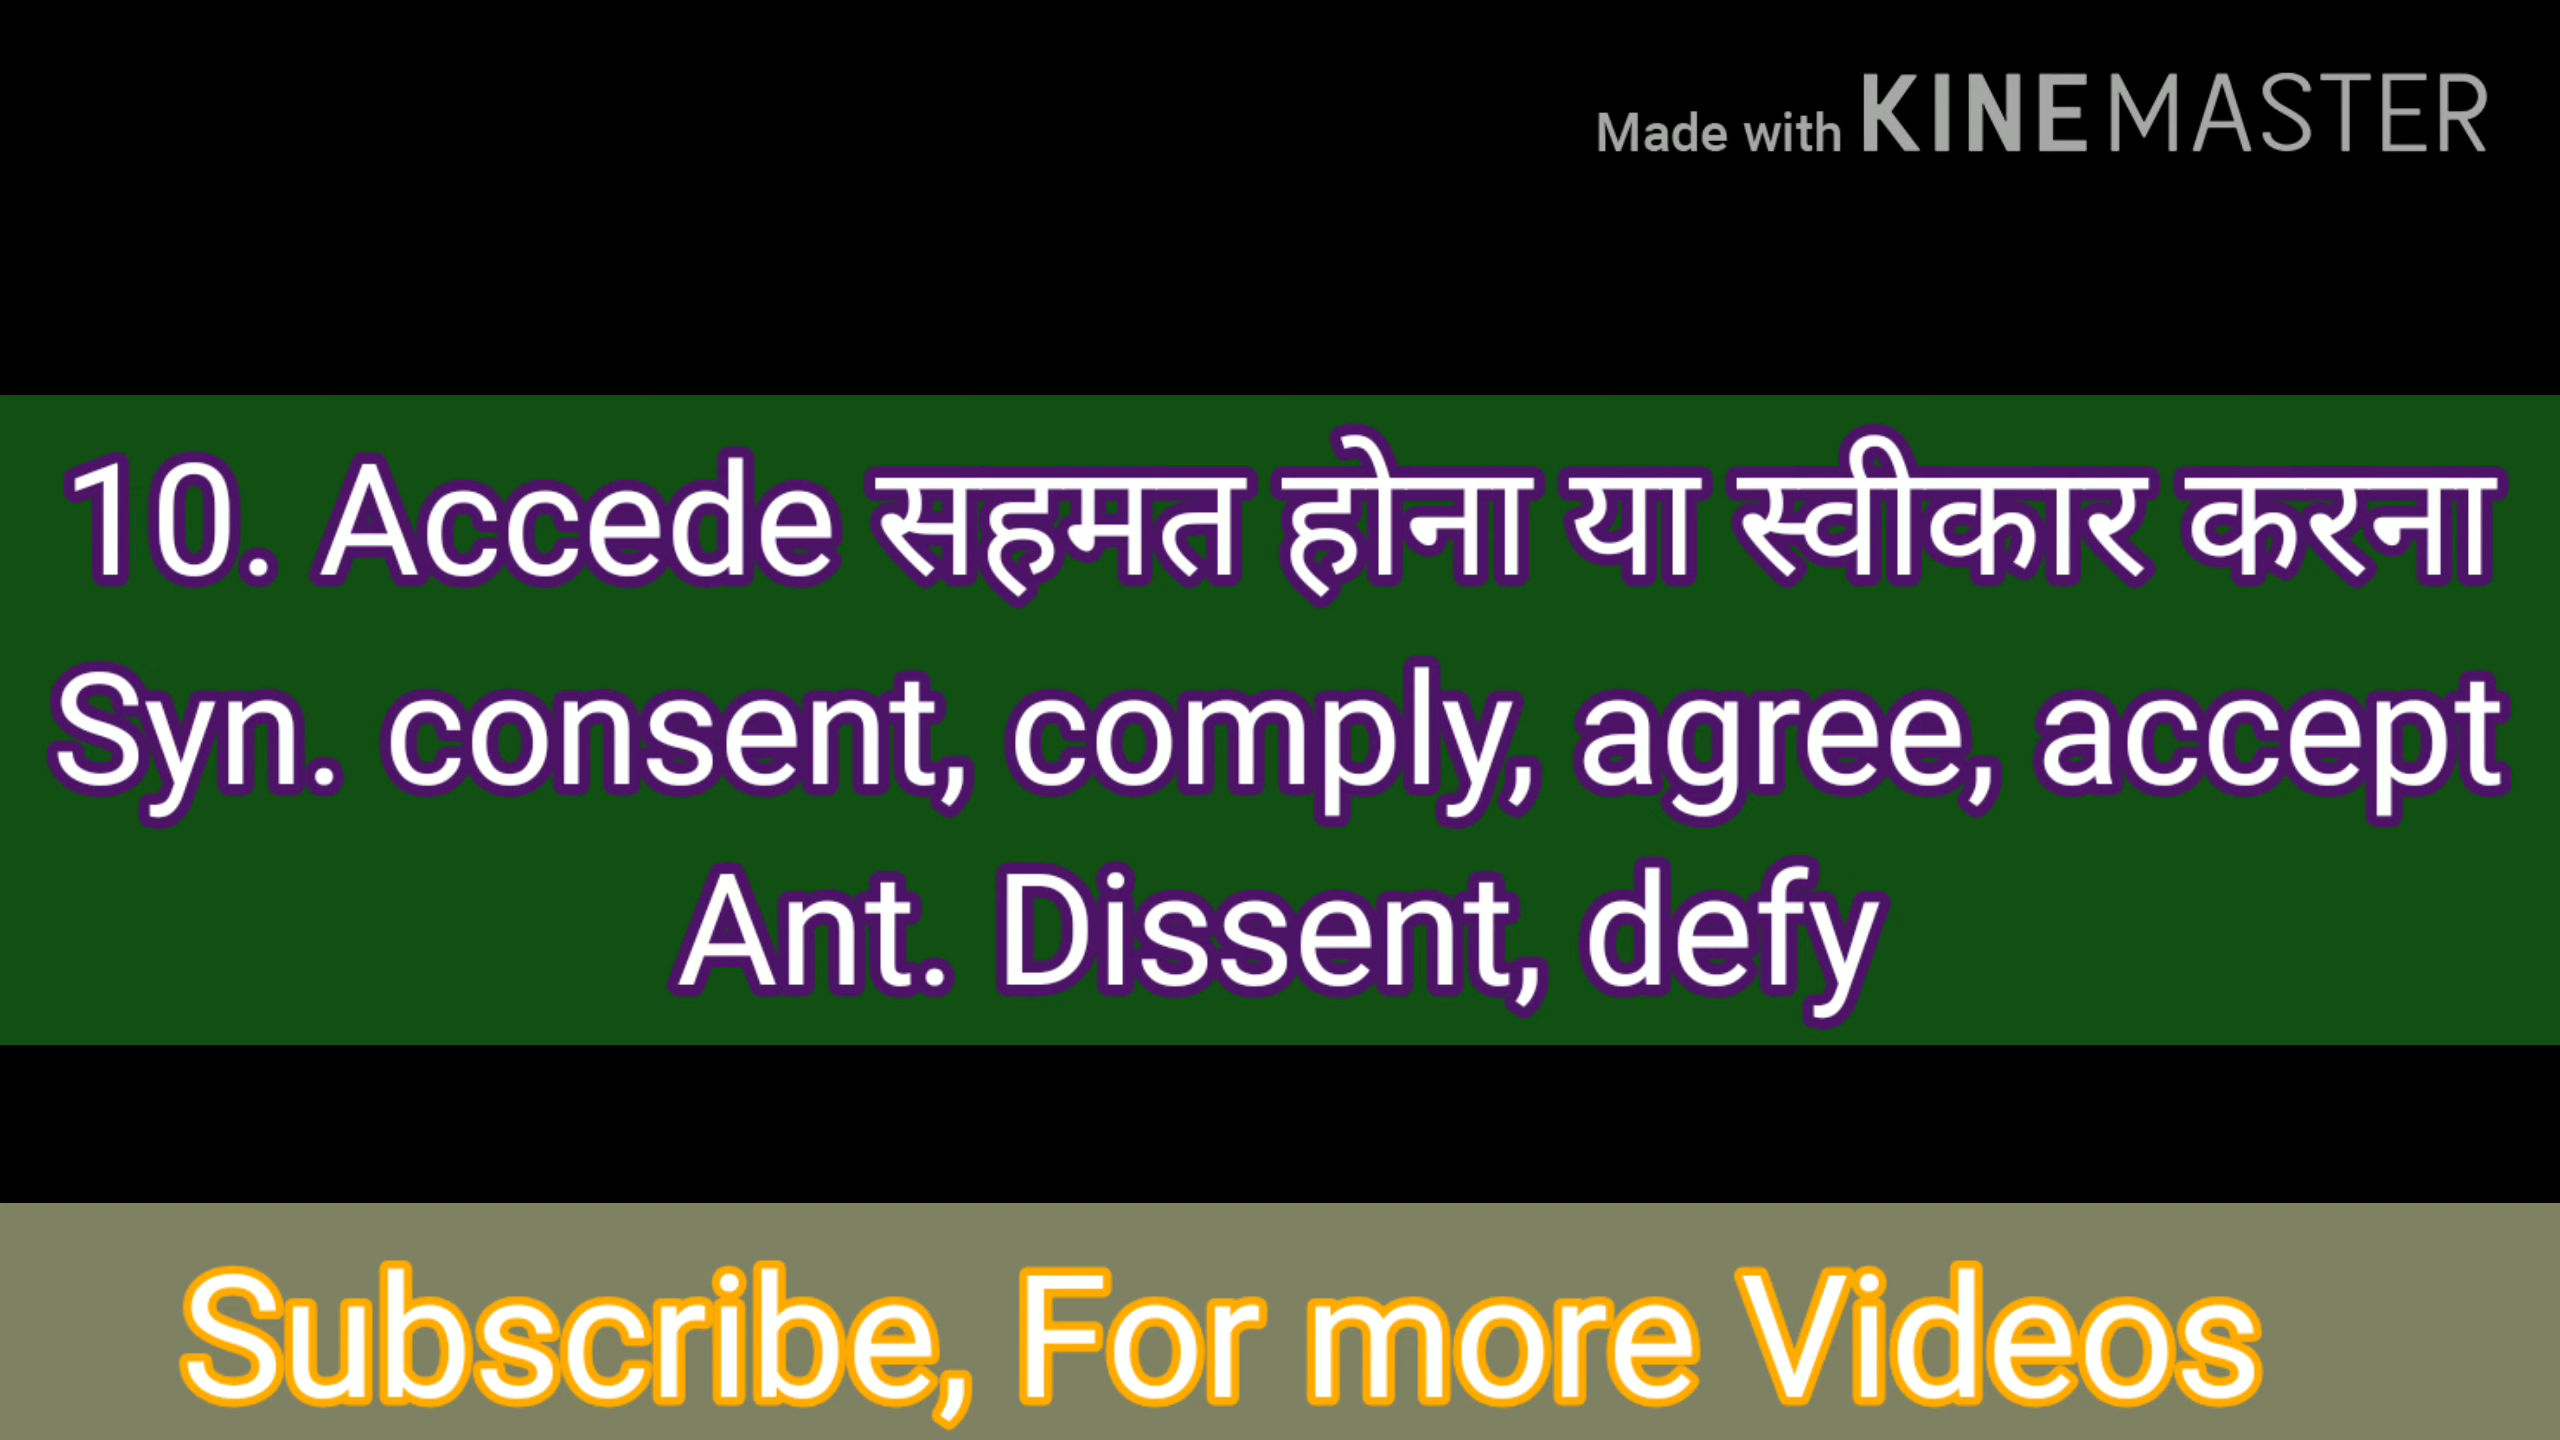 Made with KINEMASTER
10. Accede सहमत होना या स्वीकार करना
Syn. consent, comply, agree, accept
Ant. Dissent, defy
Subscribe, For more Videos